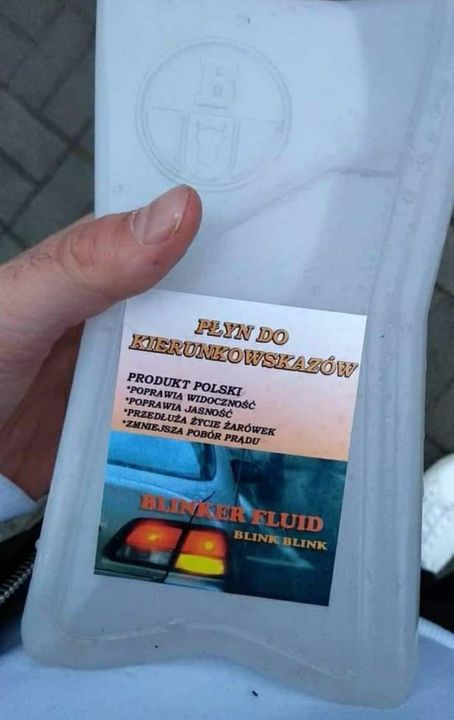 B
PŁYN DO
KIERUNKOWSKAZÓW
PRODUKT POLSKI
*POPRAWIA WIDOCZNOŚĆ
*POPRAWIA JASNOŚĆ
*PRZEDŁUŻA ŻYCIE ŻARÓWEK
*ZMNIEJSZA POBÓR PRĄDU
BLINKER FLUID
BLINK BLINK